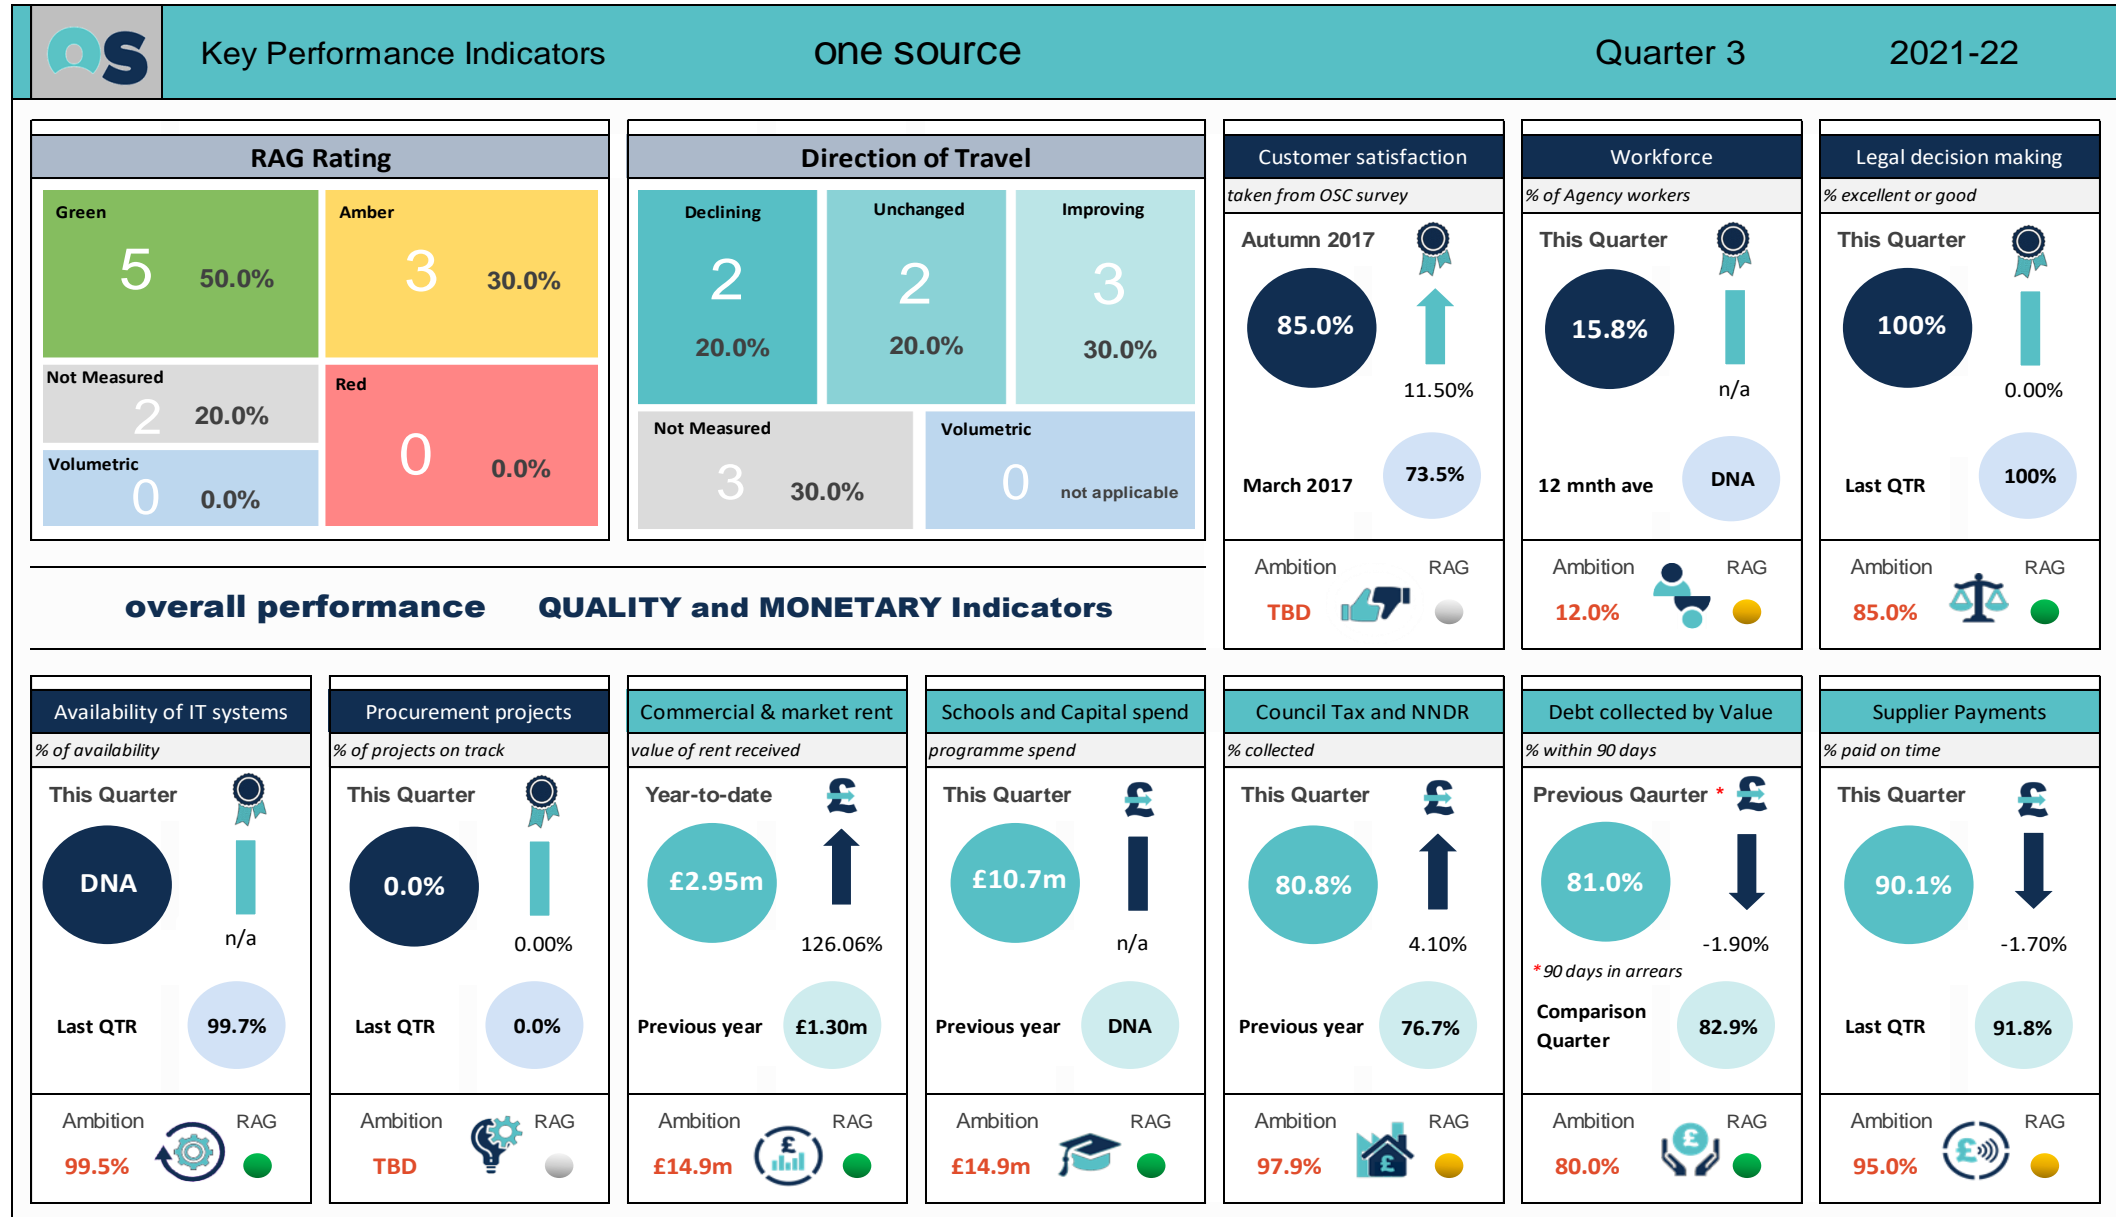 OS
Key Performance Indicators
one source
Quarter 3
2021-22
RAG Rating
Green
5
50.0%
Amber
3
30.0%
Not Measured
2
20.0%
Red
0
0.0%
Volumetric
0
0.0%
Direction of Travel
Declining
2
20.0%
Unchanged
2
20.0%
Improving
3
30.0%
Not Measured
3
30.0%
Volumetric
0
not applicable
Customer satisfaction
taken from OSC survey
Autumn 2017
85.0%
11.50%
March 2017
73.5%
Ambition
RAG
TBD
Workforce
% of Agency workers
This Quarter
15.8%
n/a
12 mnth ave
DNA
Ambition
RAG
12.0%
Legal decision making
% excellent or good
This Quarter
100%
0.00%
Last QTR
100%
Ambition
RAG
85.0%
overall performance QUALITY and MONETARY Indicators
Availability of IT systems
% of availability
This Quarter
DNA
n/a
Last QTR
99.7%
Ambition
RAG
99.5%
Procurement projects
% of projects on track
This Quarter
0.0%
0.00%
Last QTR
0.0%
Ambition
RAG
TBD
Commercial & market rent
value of rent received
Year-to-date
£
£2.95m
126.06%
Previous year
£1.30m
Ambition
RAG
£14.9m
£
Schools and Capital spend
programme spend
This Quarter
£
£10.7m
n/a
Previous year
DNA
Ambition
RAG
£14.9m
Council Tax and NNDR
% collected
This Quarter
£
80.8%
4.10%
Previous year
76.7%
Ambition
RAG
97.9%
£
Debt collected by Value
% within 90 days
Previous Qaurter *
£
81.0%
-1.90%
*90 days in arrears
Comparison
Quarter
82.9%
Ambition
RAG
80.0%
£
Supplier Payments
% paid on time
This Quarter
£
90.1%
-1.70%
Last QTR
91.8%
Ambition
RAG
95.0%
£